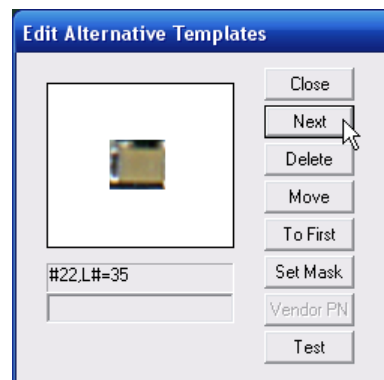 Edit Alternative Templates
Close
Next
Delete
Move
To First
#22,L#=35
Set Mask
Vendor PN
Test